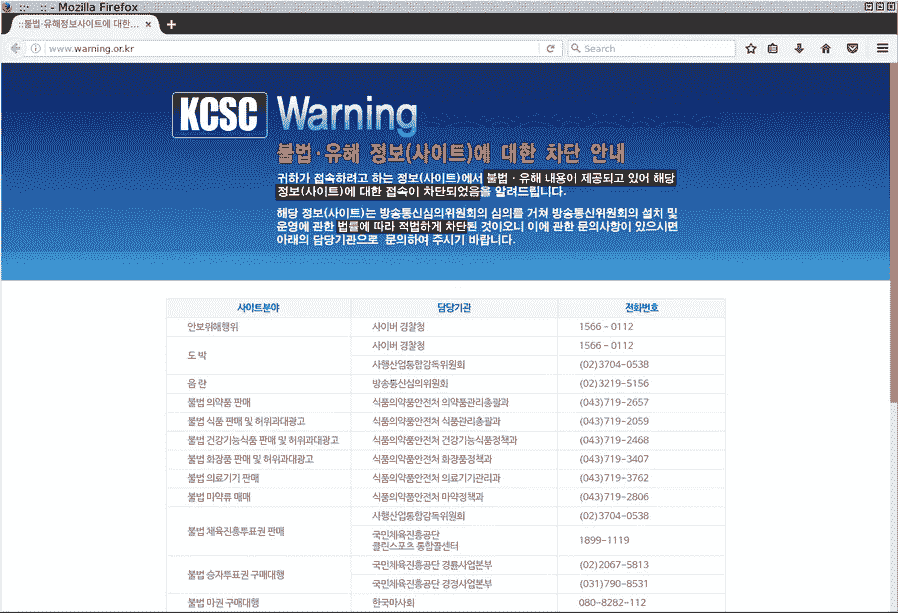 :: - Mozilla Firefox
::불법·유해정보사이트에 대한...
www.warning.or.kr
Search
KCSC Warning
불법·유해 정보(사이트)에 대한 차단 안내
귀하가 접속하려고 하는 정보(사이트)에서 불법·유해 내용이 제공되고 있어 해당
정보(사이트)에 대한 접속이 차단되었음을 알려드립니다.
해당 정보(사이트)는 방송통신심의위원회의 심의를 거쳐 방송통신위원회의 설치 및
운영에 관한 법률에 따라 적법하게 차단된 것이오니 이에 관한 문의사항이 있으시면
아래의 담당기관으로 문의하여 주시기 바랍니다.
사이트분야 담당기관 전화번호
안보위해행위 사이버 경찰청 1566 - 0112
도 박 사이버 경찰청 1566 - 0112
사행산업통합감독위원회 (02)3704-0538
음 란 방송통신심의위원회 (02)3219-5156
불법 의약품 판매 식품의약품안전처 의약품관리총괄과 (043)719-2657
불법 식품 판매 및 허위과대광고 식품의약품안전처 식품관리총괄과 (043)719-2059
불법 건강기능식품 판매 및 허위과대광고 식품의약품안전처 건강기능식품정책과 (043)719-2468
불법 화장품 판매 및 허위과대광고 식품의약품안전처 화장품정책과 (043)719-3407
불법 의료기기 판매 식품의약품안전처 의료기기관리과 (043)719-3762
불법 마약류 매매 식품의약품안전처 마약정책과 (043)719-2806
불법 체육진흥투표권 판매 사행산업통합감독위원회 (02)3704-0538
국민체육진흥공단
클린스포츠 통합콜센터 1899-1119
불법 승자투표권 구매대행 국민체육진흥공단 경륜사업본부 (02)2067-5813
국민체육진흥공단 경정사업본부 (031)790-8531
불법 마권 구매대행 한국마사회 080-8282-112